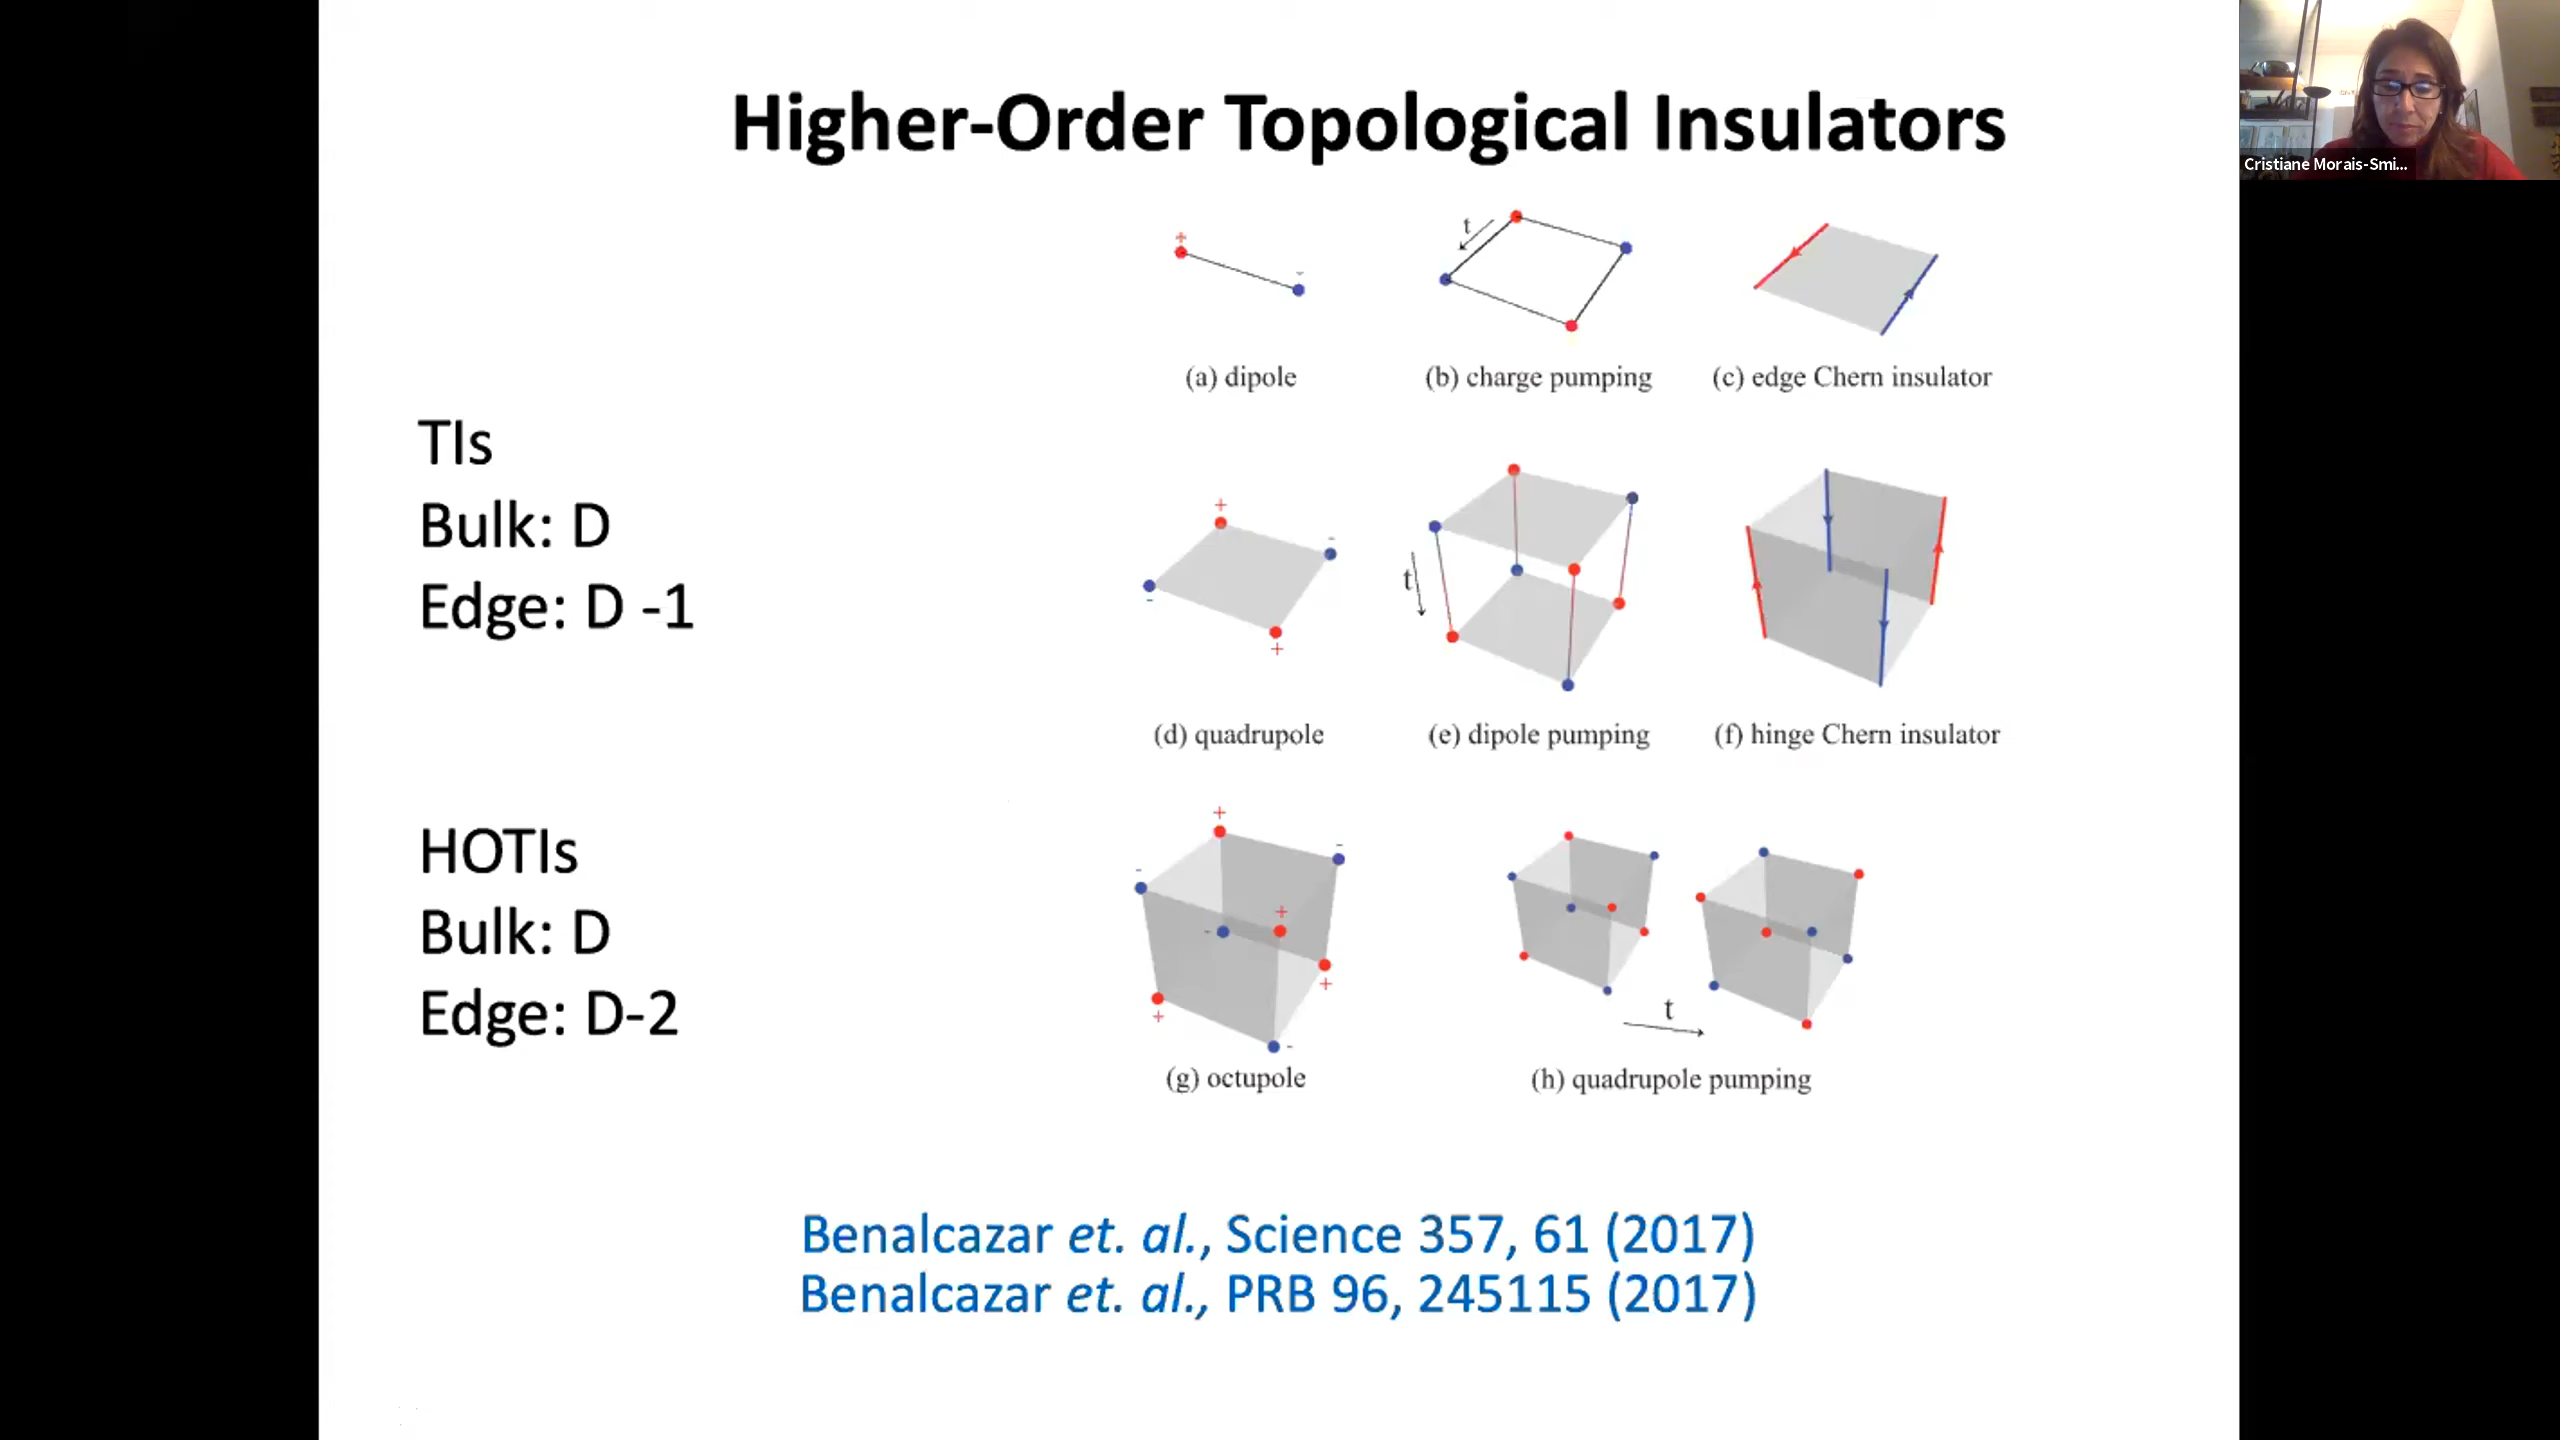 Higher-Order Topological Insulators
Cristiane Morais-Smi...
+
-
t
(a) dipole
(b) charge pumping
(c) edge Chern insulator
TIs
Bulk: D
Edge: D -1
+
-
-
+
t
(d) quadrupole
(e) dipole pumping
(f) hinge Chern insulator
HOTIs
Bulk: D
Edge: D-2
+
-
-
+
-
+
+
-
t
(g) octupole
(h) quadrupole pumping
Benalcazar et. al., Science 357, 61 (2017)
Benalcazar et. al., PRB 96, 245115 (2017)